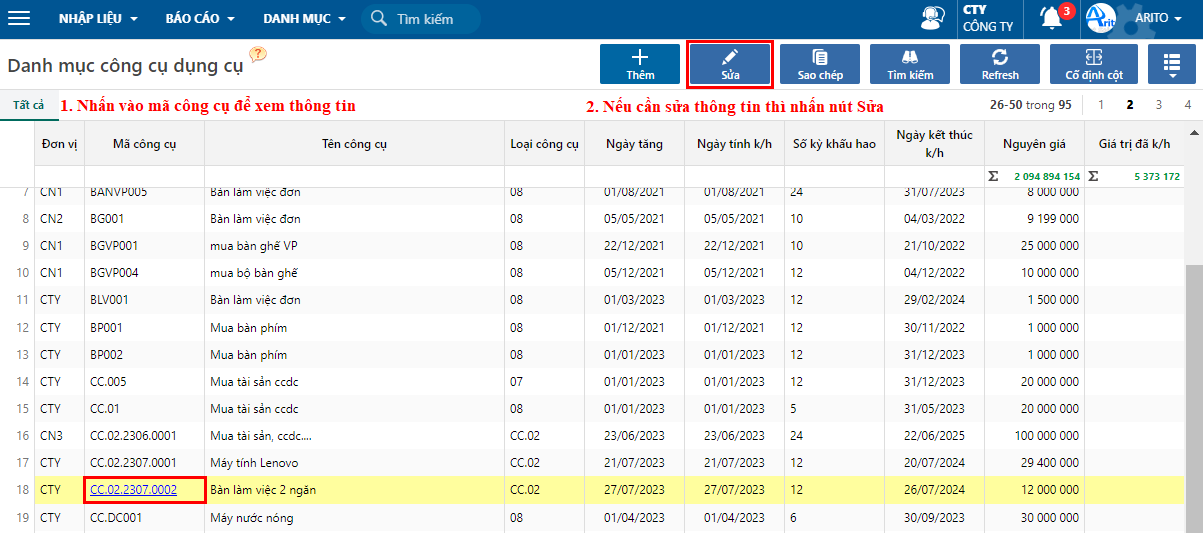 NHẬP LIỆU BÁO CÁO DANH MỤC Tìm kiếm CTY CÔNG TY 3 Arito ARITO
Danh mục công cụ dụng cụ ? Thêm Sửa Sao chép Tìm kiếm Refresh Cố định cột
Tất cả 1. Nhấn vào mã công cụ để xem thông tin 2. Nếu cần sửa thông tin thì nhấn nút Sửa 26-50 trong 95 1 2 3 4
Đơn vị Mã công cụ Tên công cụ Loại công cụ Ngày tăng Ngày tính k/h Số kỳ khấu hao Ngày kết thúc k/h Nguyên giá Giá trị đã k/h
Σ 2 094 894 154 Σ 5 373 172
7 CN1 BANVP005 Bàn làm việc đơn 08 01/08/2021 01/08/2021 24 31/07/2023 8 000 000
8 CN2 BG001 Bàn làm việc đơn 08 05/05/2021 05/05/2021 10 04/03/2022 9 199 000
9 CN1 BGVP001 mua bàn ghế VP 08 22/12/2021 22/12/2021 10 21/10/2022 25 000 000
10 CN1 BGVP004 mua bộ bàn ghế 08 05/12/2021 05/12/2021 12 04/12/2022 10 000 000
11 CTY BLV001 Bàn làm việc đơn 08 01/03/2023 01/03/2023 12 29/02/2024 1 500 000
12 CTY BP001 Mua bàn phím 08 01/12/2021 01/12/2021 12 30/11/2022 1 000 000
13 CTY BP002 Mua bàn phím 08 01/01/2023 01/01/2023 12 31/12/2023 1 000 000
14 CTY CC.005 Mua tài sản ccdc 07 01/01/2023 01/01/2023 12 31/12/2023 20 000 000
15 CTY CC.01 Mua tài sản ccdc 08 01/01/2023 01/01/2023 5 31/05/2023 20 000 000
16 CN3 CC.02.2306.0001 Mua tài sản, ccdc.... CC.02 23/06/2023 23/06/2023 24 22/06/2025 100 000 000
17 CTY CC.02.2307.0001 Máy tính Lenovo CC.02 21/07/2023 21/07/2023 12 20/07/2024 29 400 000
18 CTY CC.02.2307.0002 Bàn làm việc 2 ngăn CC.02 27/07/2023 27/07/2023 12 26/07/2024 12 000 000
19 CTY CC.DC001 Máy nước nóng 08 01/04/2023 01/04/2023 6 30/09/2023 30 000 000